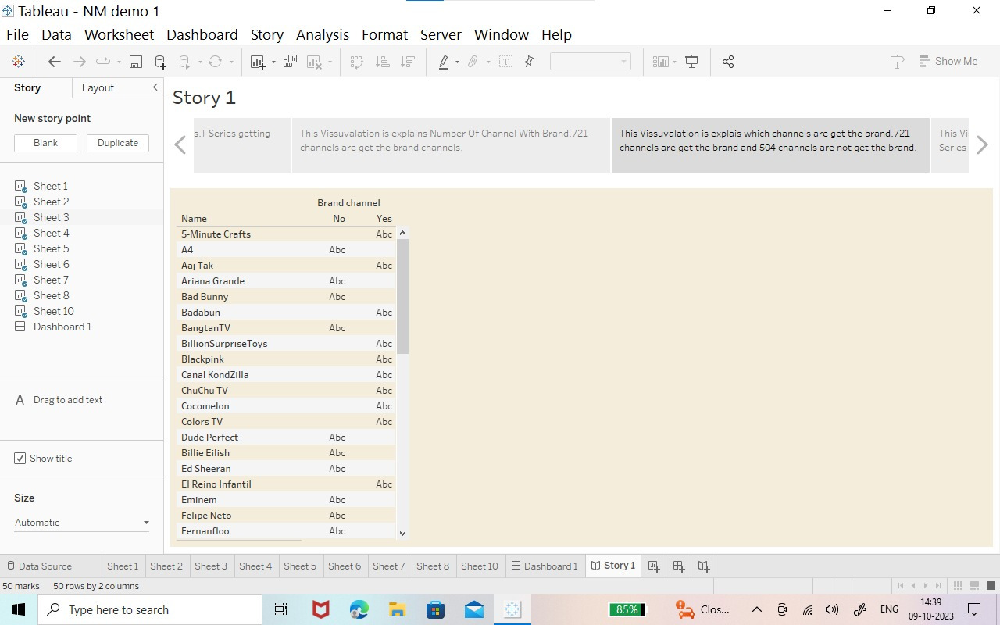 Tableau - NM demo 1
File Data Worksheet Dashboard Story Analysis Format Server Window Help
Show Me
Story Layout
New story point
Blank Duplicate
Sheet 1
Sheet 2
Sheet 3
Sheet 4
Sheet 5
Sheet 6
Sheet 7
Sheet 8
Sheet 10
Dashboard 1
A Drag to add text
Show title
Size
Automatic
Story 1
s.T-Series getting
This Vissuvalation is explains Number Of Channel With Brand.721
channels are get the brand channels.
This Vissuvalation is explais which channels are get the brand.721
channels are get the brand and 504 channels are not get the brand.
This Vi
Series
Brand channel
Name No Yes
5-Minute Crafts Abc
A4 Abc
Aaj Tak Abc
Ariana Grande Abc
Bad Bunny Abc
Badabun Abc
BangtanTV Abc
BillionSurpriseToys Abc
Blackpink Abc
Canal KondZilla Abc
ChuChu TV Abc
Cocomelon Abc
Colors TV Abc
Dude Perfect Abc
Billie Eilish Abc
Ed Sheeran Abc
El Reino Infantil Abc
Eminem Abc
Felipe Neto Abc
Fernanfloo Abc
Data Source Sheet 1 Sheet 2 Sheet 3 Sheet 4 Sheet 5 Sheet 6 Sheet 7 Sheet 8 Sheet 10 Dashboard 1 Story 1
50 marks 50 rows by 2 columns
Type here to search 85% Clos... ENG 14:39
09-10-2023